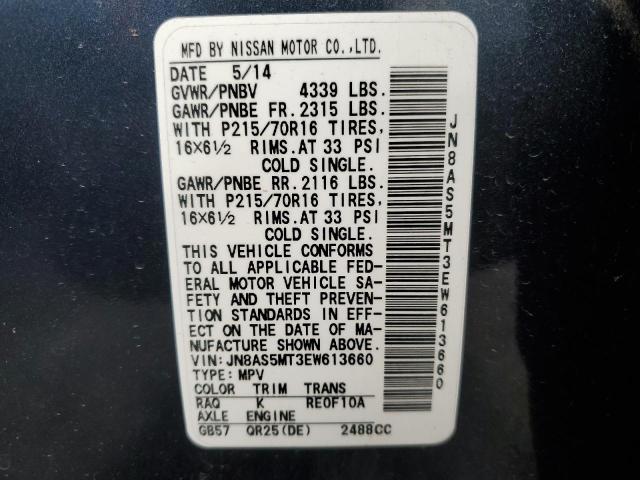 MFD BY NISSAN MOTOR CO.,LTD.
DATE 5/14
GVWR/PNBV 4339 LBS.
GAWR/PNBE FR.2315 LBS.
WITH P215/70R16 TIRES,
16X6½ RIMS.AT 33 PSI
COLD SINGLE.
GAWR/PNBE RR.2116 LBS.
WITH P215/70R16 TIRES,
16X6½ RIMS.AT 33 PSI
COLD SINGLE.
THIS VEHICLE CONFORMS
TO ALL APPLICABLE FED-
ERAL MOTOR VEHICLE SA-
FETY AND THEFT PREVEN-
TION STANDARDS IN EFF-
ECT ON THE DATE OF MA-
NUFACTURE SHOWN ABOVE.
VIN:JN8AS5MT3EW613660
TYPE:MPV
COLOR TRIM TRANS
RAQ K RE0F10A
AXLE ENGINE
GB57 QR25(DE) 2488CC
JN8AS5MT3EW613660